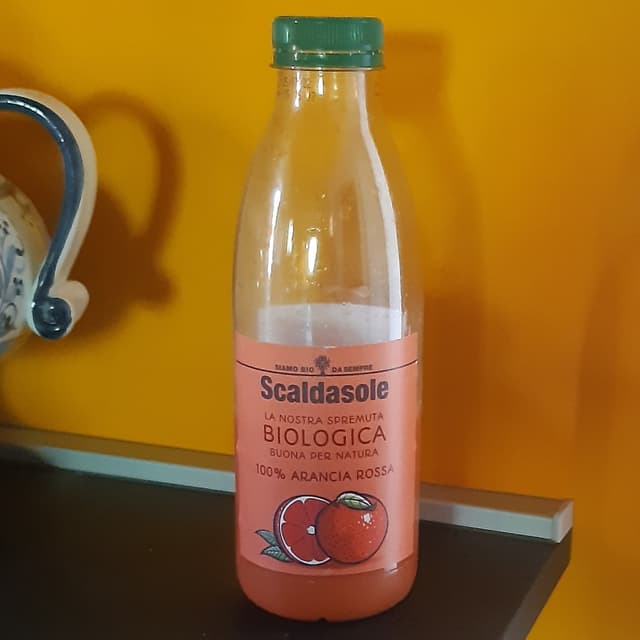 SIAMO BIO DA SEMPRE
Scaldasole
LA NOSTRA SPREMUTA
BIOLOGICA
BUONA PER NATURA
100% ARANCIA ROSSA